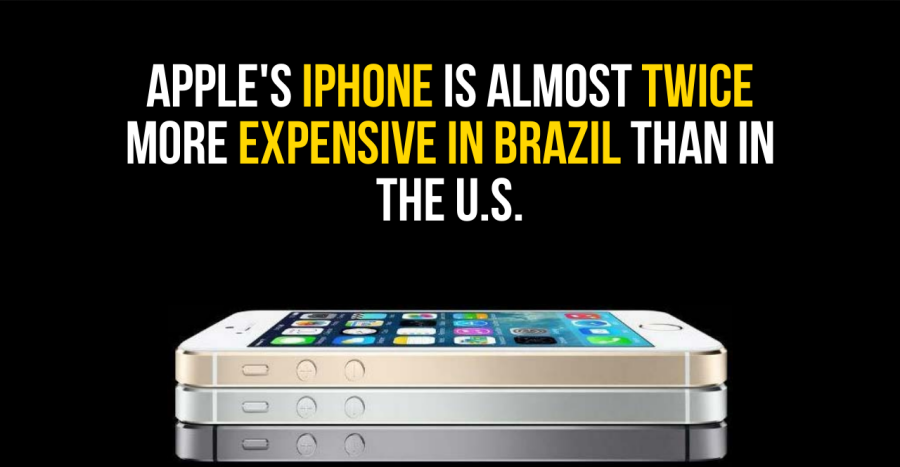 APPLE'S IPHONE IS ALMOST TWICE
MORE EXPENSIVE IN BRAZIL THAN IN
THE U.S.